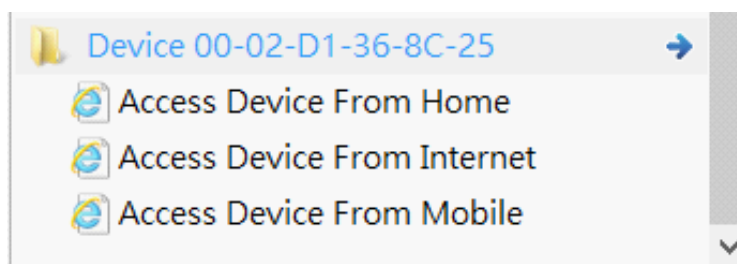 Device 00-02-D1-36-8C-25
Access Device From Home
Access Device From Internet
Access Device From Mobile